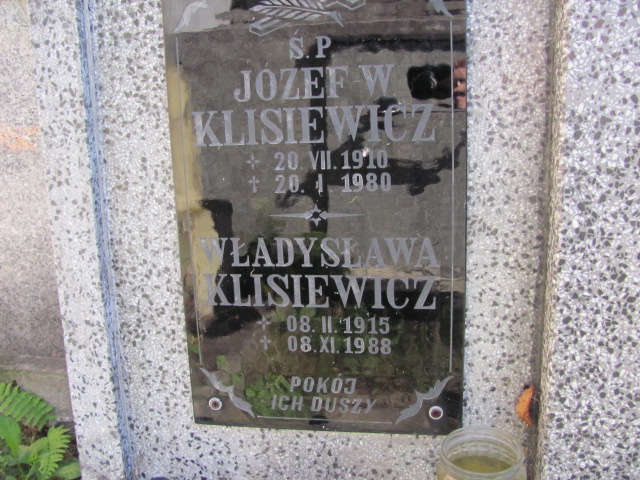 Ś.P
JÓZEF W
KLISIEWICZ
20.VII.1910
† 20.I.1980
WŁADYSŁAWA
KLISIEWICZ
08.II.1915
† 08.XI.1988
POKÓJ
ICH DUSZY